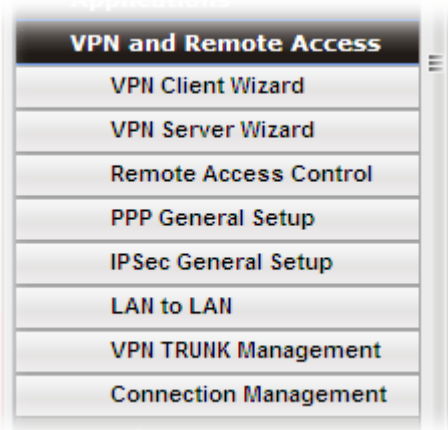 Applications
VPN and Remote Access
VPN Client Wizard
VPN Server Wizard
Remote Access Control
PPP General Setup
IPSec General Setup
LAN to LAN
VPN TRUNK Management
Connection Management